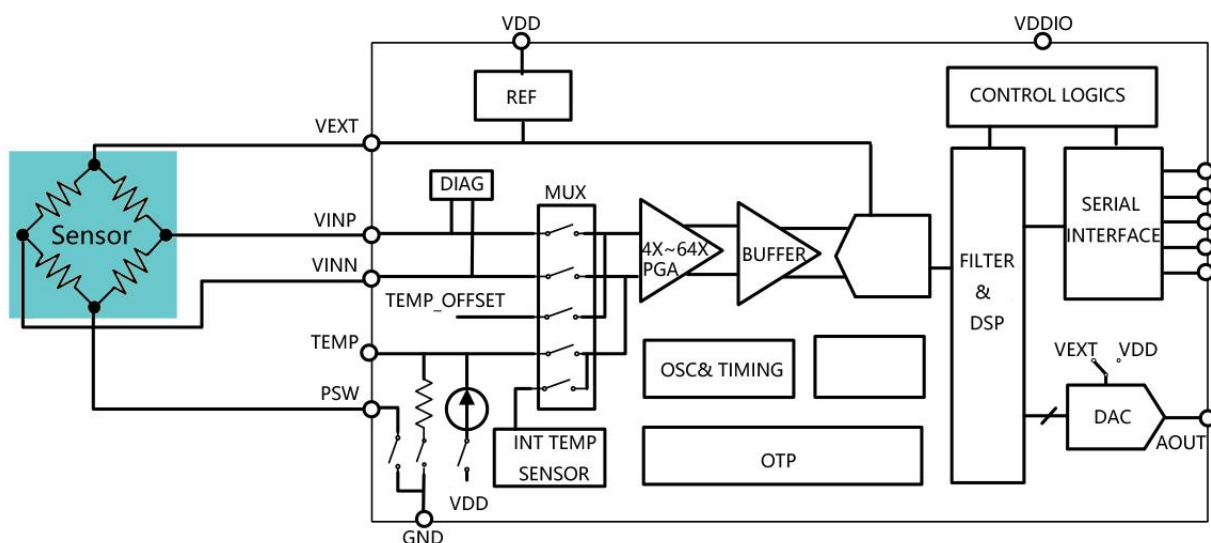 VDD
VDDIO
REF
CONTROL LOGICS
VEXT
DIAG
MUX
VINP
Sensor
SERIAL
INTERFACE
4X~64X
PGA
BUFFER
VINN
FILTER
&
DSP
TEMP_OFFSET
TEMP
OSC& TIMING
VEXT
VDD
PSW
DAC
INT TEMP
SENSOR
OTP
AOUT
VDD
GND